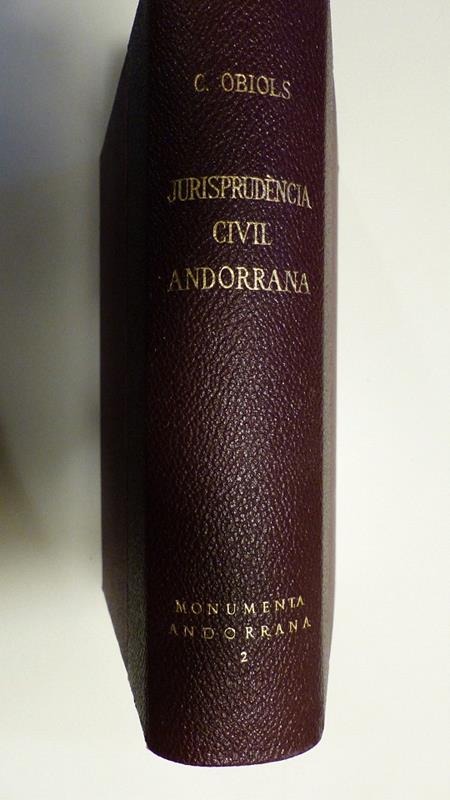 C. OBIOLS
JURISPRUDÈNCIA
CIVIL
ANDORRANA
MONUMENTA
ANDORRANA
2